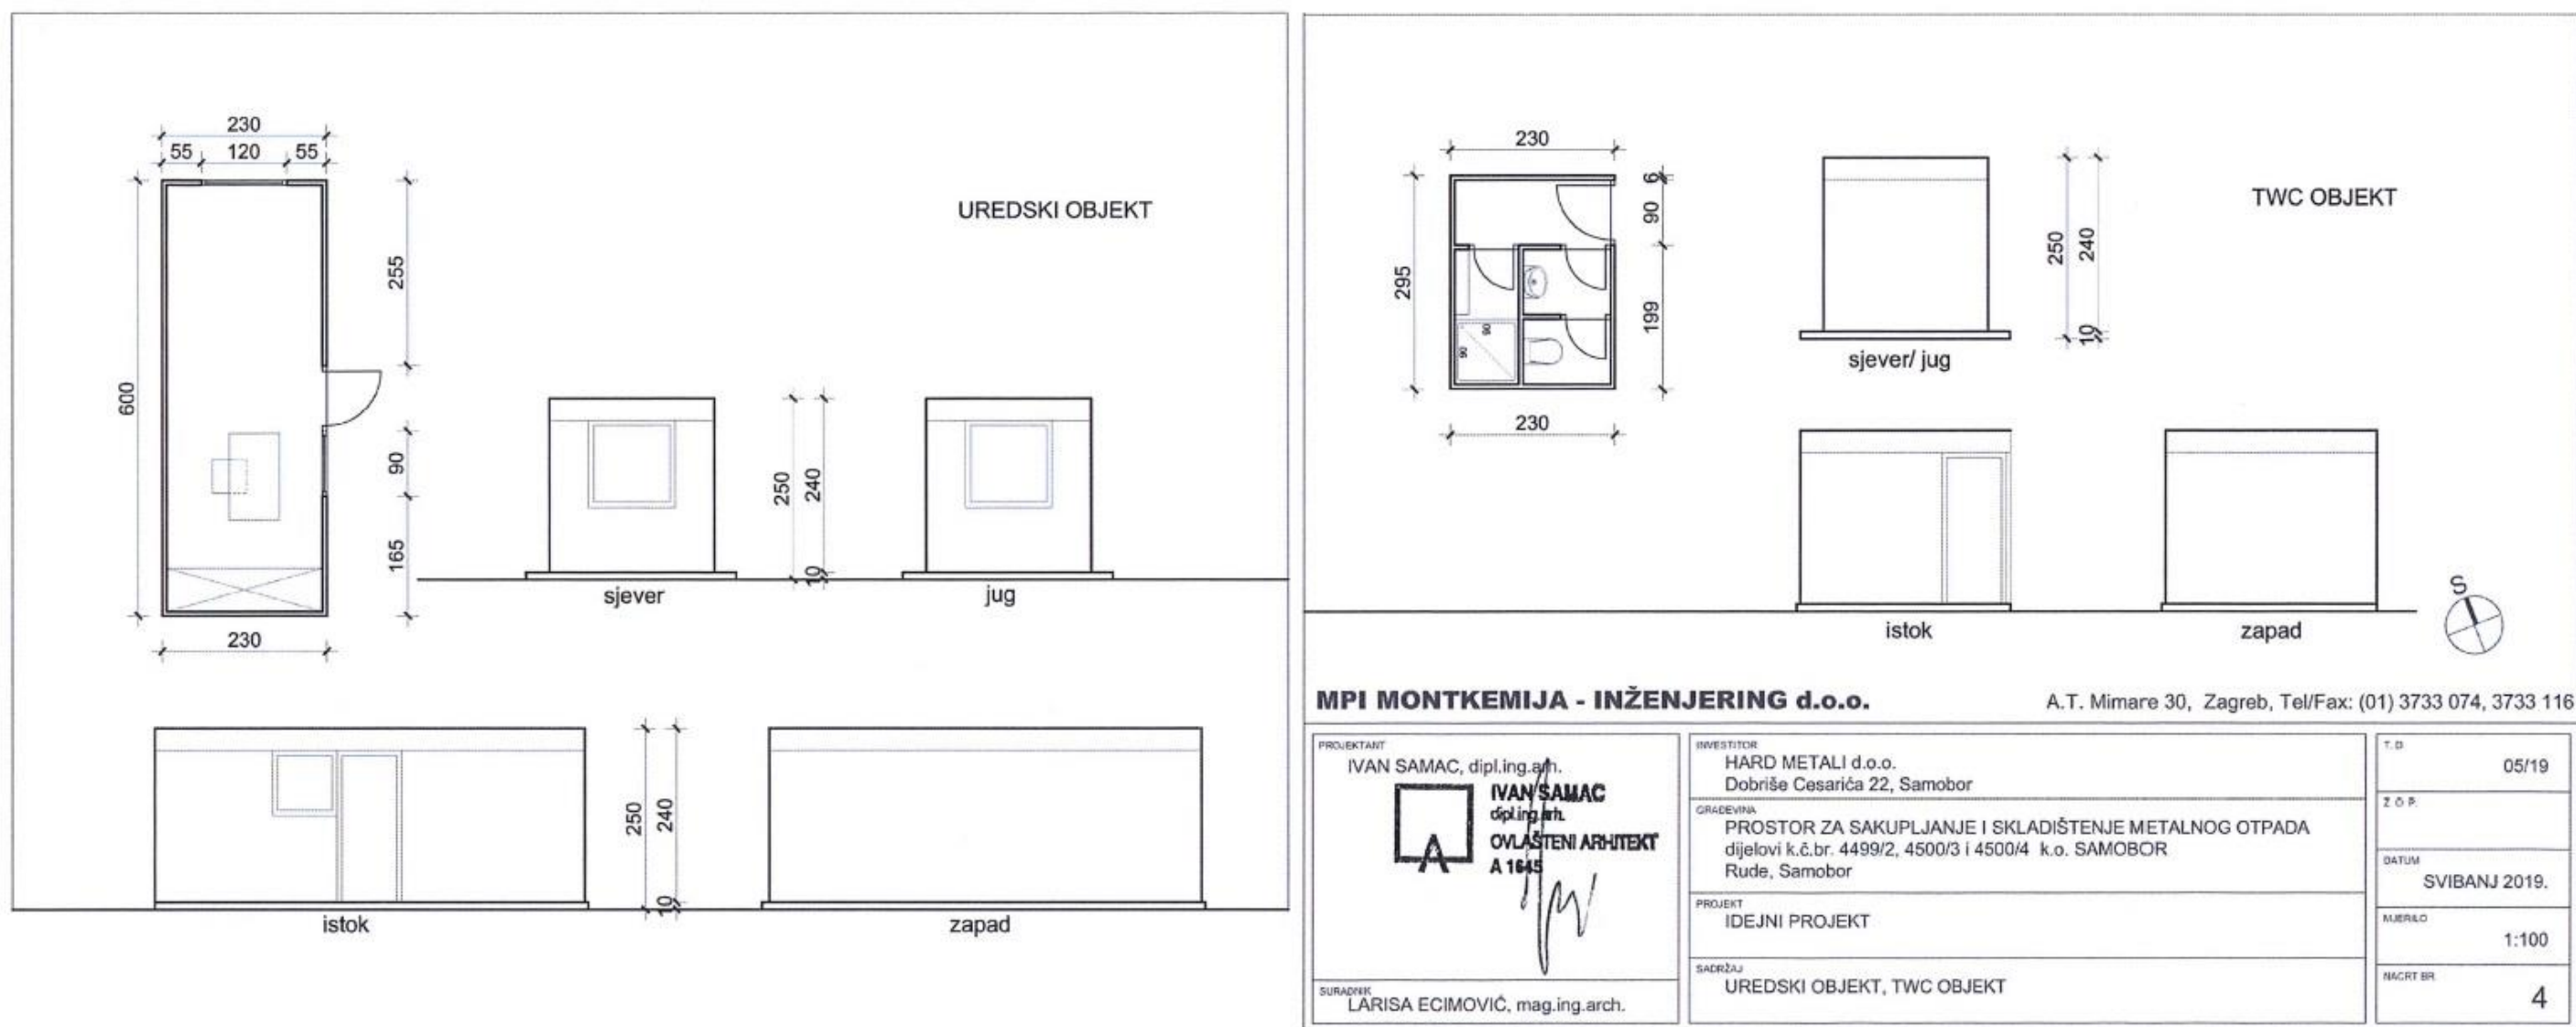 230
55 120 55
600
255
90
165
230
UREDSKI OBJEKT
250
240
10
sjever
jug
250
240
10
istok
zapad
230
295
6
90
199
90
90
230
TWC OBJEKT
250
240
10
sjever/ jug
istok
zapad
S
MPI MONTKEMIJA - INŽENJERING d.o.o.
A.T. Mimare 30, Zagreb, Tel/Fax: (01) 3733 074, 3733 116
PROJEKTANT
IVAN SAMAC, dipl.ing.arh.
IVAN SAMAC
dipl.ing.arh.
OVLAŠTENI ARHITEKT
A 1645
SURADNIK
LARISA ECIMOVIĆ, mag.ing.arch.
INVESTITOR
HARD METALI d.o.o.
Dobriše Cesarića 22, Samobor
GRAĐEVINA
PROSTOR ZA SAKUPLJANJE I SKLADIŠTENJE METALNOG OTPADA
dijelovi k.č.br. 4499/2, 4500/3 i 4500/4 k.o. SAMOBOR
Rude, Samobor
PROJEKT
IDEJNI PROJEKT
SADRŽAJ
UREDSKI OBJEKT, TWC OBJEKT
T.D.
05/19
Z.O.P.
DATUM
SVIBANJ 2019.
MJERILO
1:100
NACRT BR.
4